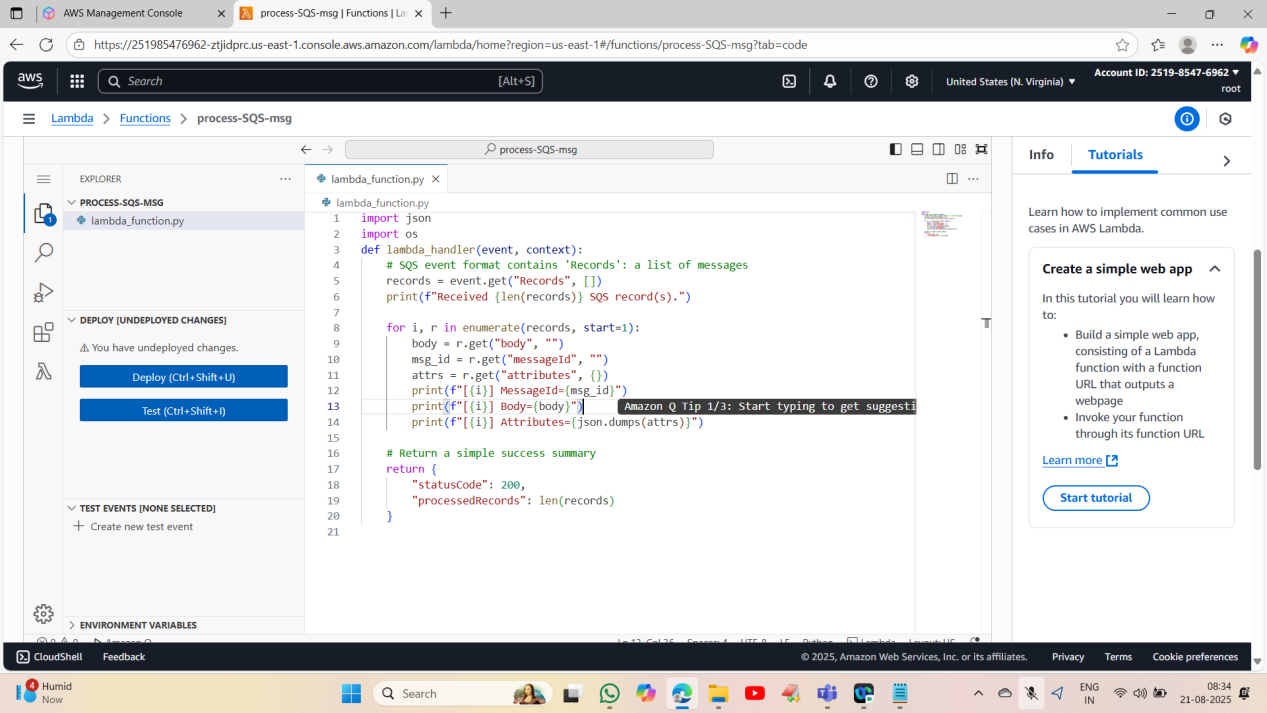 AWS Management Console
process-SQS-msg | Functions | La
https://251985476962-ztjidprc.us-east-1.console.aws.amazon.com/lambda/home?region=us-east-1#/functions/process-SQS-msg?tab=code
aws
Search
[Alt+S]
United States (N. Virginia)
Account ID: 2519-8547-6962
root
Lambda > Functions > process-SQS-msg
process-SQS-msg
EXPLORER
PROCESS-SQS-MSG
1
lambda_function.py
DEPLOY [UNDEPLOYED CHANGES]
You have undeployed changes.
Deploy (Ctrl+Shift+U)
Test (Ctrl+Shift+I)
TEST EVENTS [NONE SELECTED]
Create new test event
ENVIRONMENT VARIABLES
lambda_function.py
lambda_function.py
1 import json
2 import os
3 def lambda_handler(event, context):
4 # SQS event format contains 'Records': a list of messages
5 records = event.get("Records", [])
6 print(f"Received {len(records)} SQS record(s).")
7
8 for i, r in enumerate(records, start=1):
9 body = r.get("body", "")
10 msg_id = r.get("messageId", "")
11 attrs = r.get("attributes", {})
12 print(f"[{i}] MessageId={msg_id}")
13 print(f"[{i}] Body={body}") Amazon Q Tip 1/3: Start typing to get suggesti
14 print(f"[{i}] Attributes={json.dumps(attrs)}")
15
16 # Return a simple success summary
17 return {
18 "statusCode": 200,
19 "processedRecords": len(records)
20 }
21
Info
Tutorials
Learn how to implement common use
cases in AWS Lambda.
Create a simple web app
In this tutorial you will learn how
to:
• Build a simple web app,
consisting of a Lambda
function with a function
URL that outputs a
webpage
• Invoke your function
through its function URL
Learn more
Start tutorial
CloudShell
Feedback
© 2025, Amazon Web Services, Inc. or its affiliates.
Privacy
Terms
Cookie preferences
4
Humid
Now
Search
ENG
IN
08:34
21-08-2025